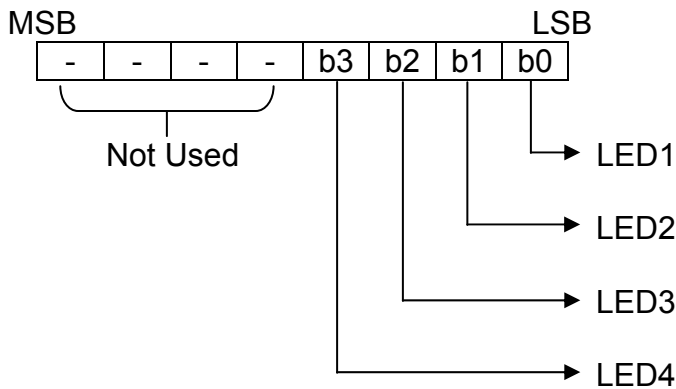 MSB LSB
- - - - b3 b2 b1 b0
Not Used
LED1
LED2
LED3
LED4